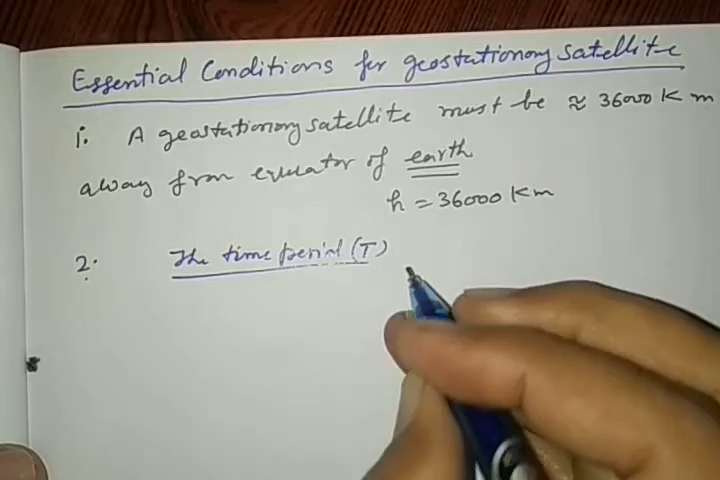 Essential Conditions for geostationary satellite
1. A geostationary satellite must be ≈ 36000 Km
away from equator of earth
h = 36000 Km
2. The time period (T)